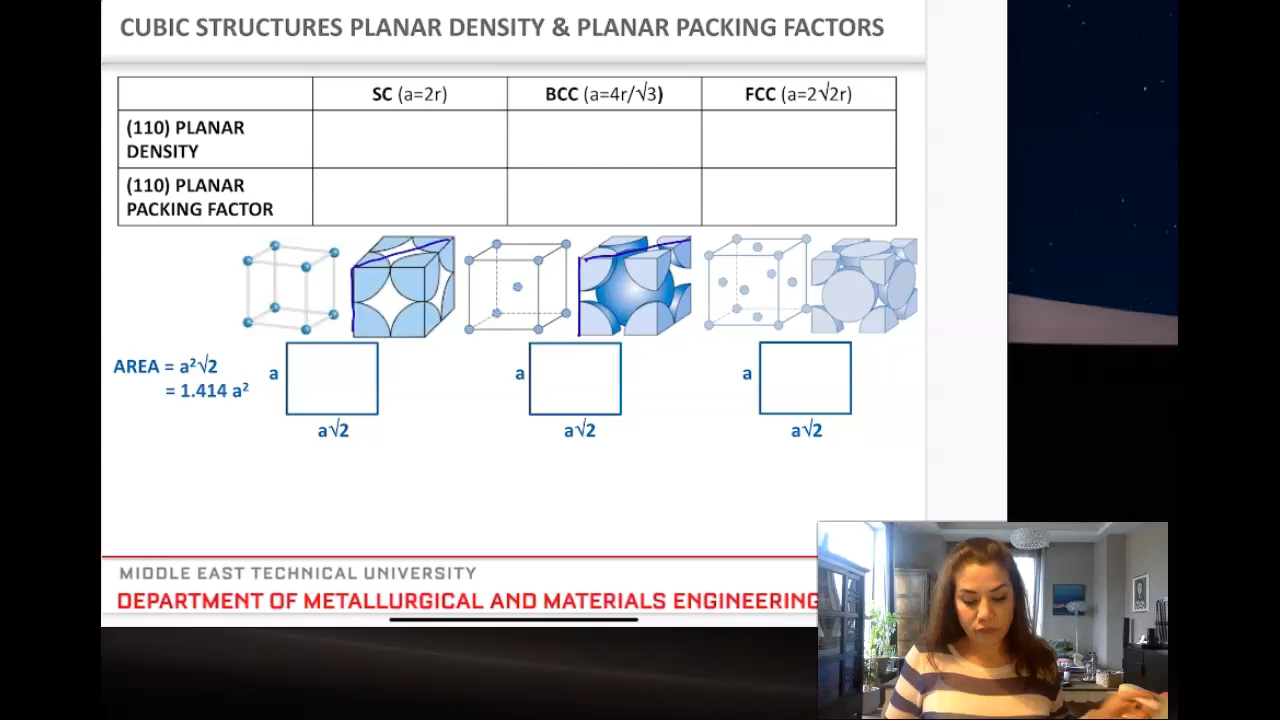 CUBIC STRUCTURES PLANAR DENSITY & PLANAR PACKING FACTORS
SC (a=2r)
BCC (a=4r/√3)
FCC (a=2√2r)
(110) PLANAR
DENSITY
(110) PLANAR
PACKING FACTOR
AREA = a²√2
= 1.414 a²
a
a
a
a√2
a√2
a√2
MIDDLE EAST TECHNICAL UNIVERSITY
DEPARTMENT OF METALLURGICAL AND MATERIALS ENGINEERING